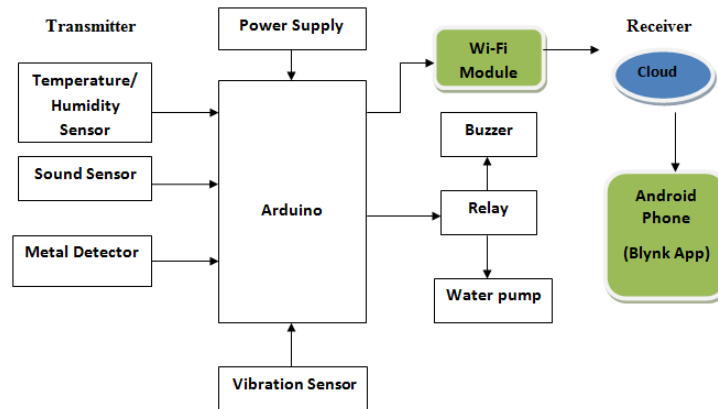 Transmitter
Power Supply
Receiver
Wi-Fi
Module
Cloud
Temperature/
Humidity
Sensor
Buzzer
Sound Sensor
Arduino
Relay
Android
Phone
(Blynk App)
Metal Detector
Water pump
Vibration Sensor